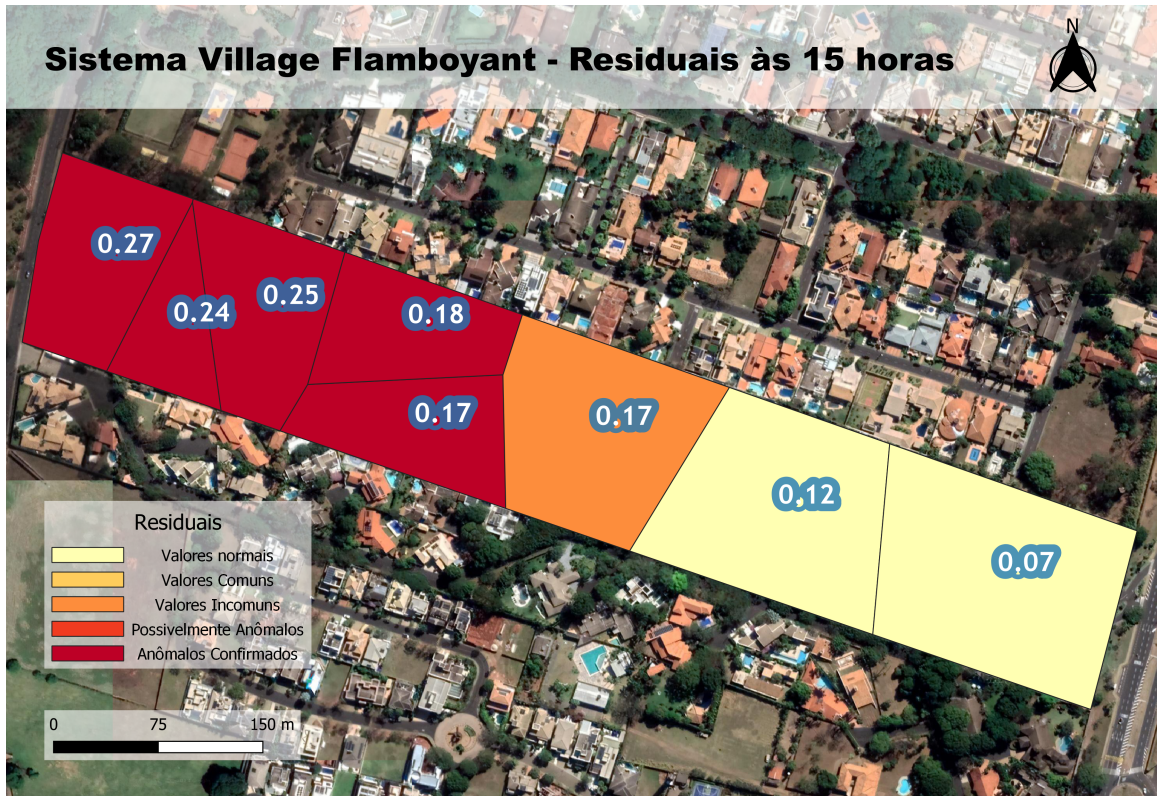 Sistema Village Flamboyant - Residuais às 15 horas
N
0.27
0.24
0.25
0.18
0.17
0.17
0.12
0.07
Residuais
Valores normais
Valores Comuns
Valores Incomuns
Possivelmente Anômalos
Anômalos Confirmados
0 75 150 m